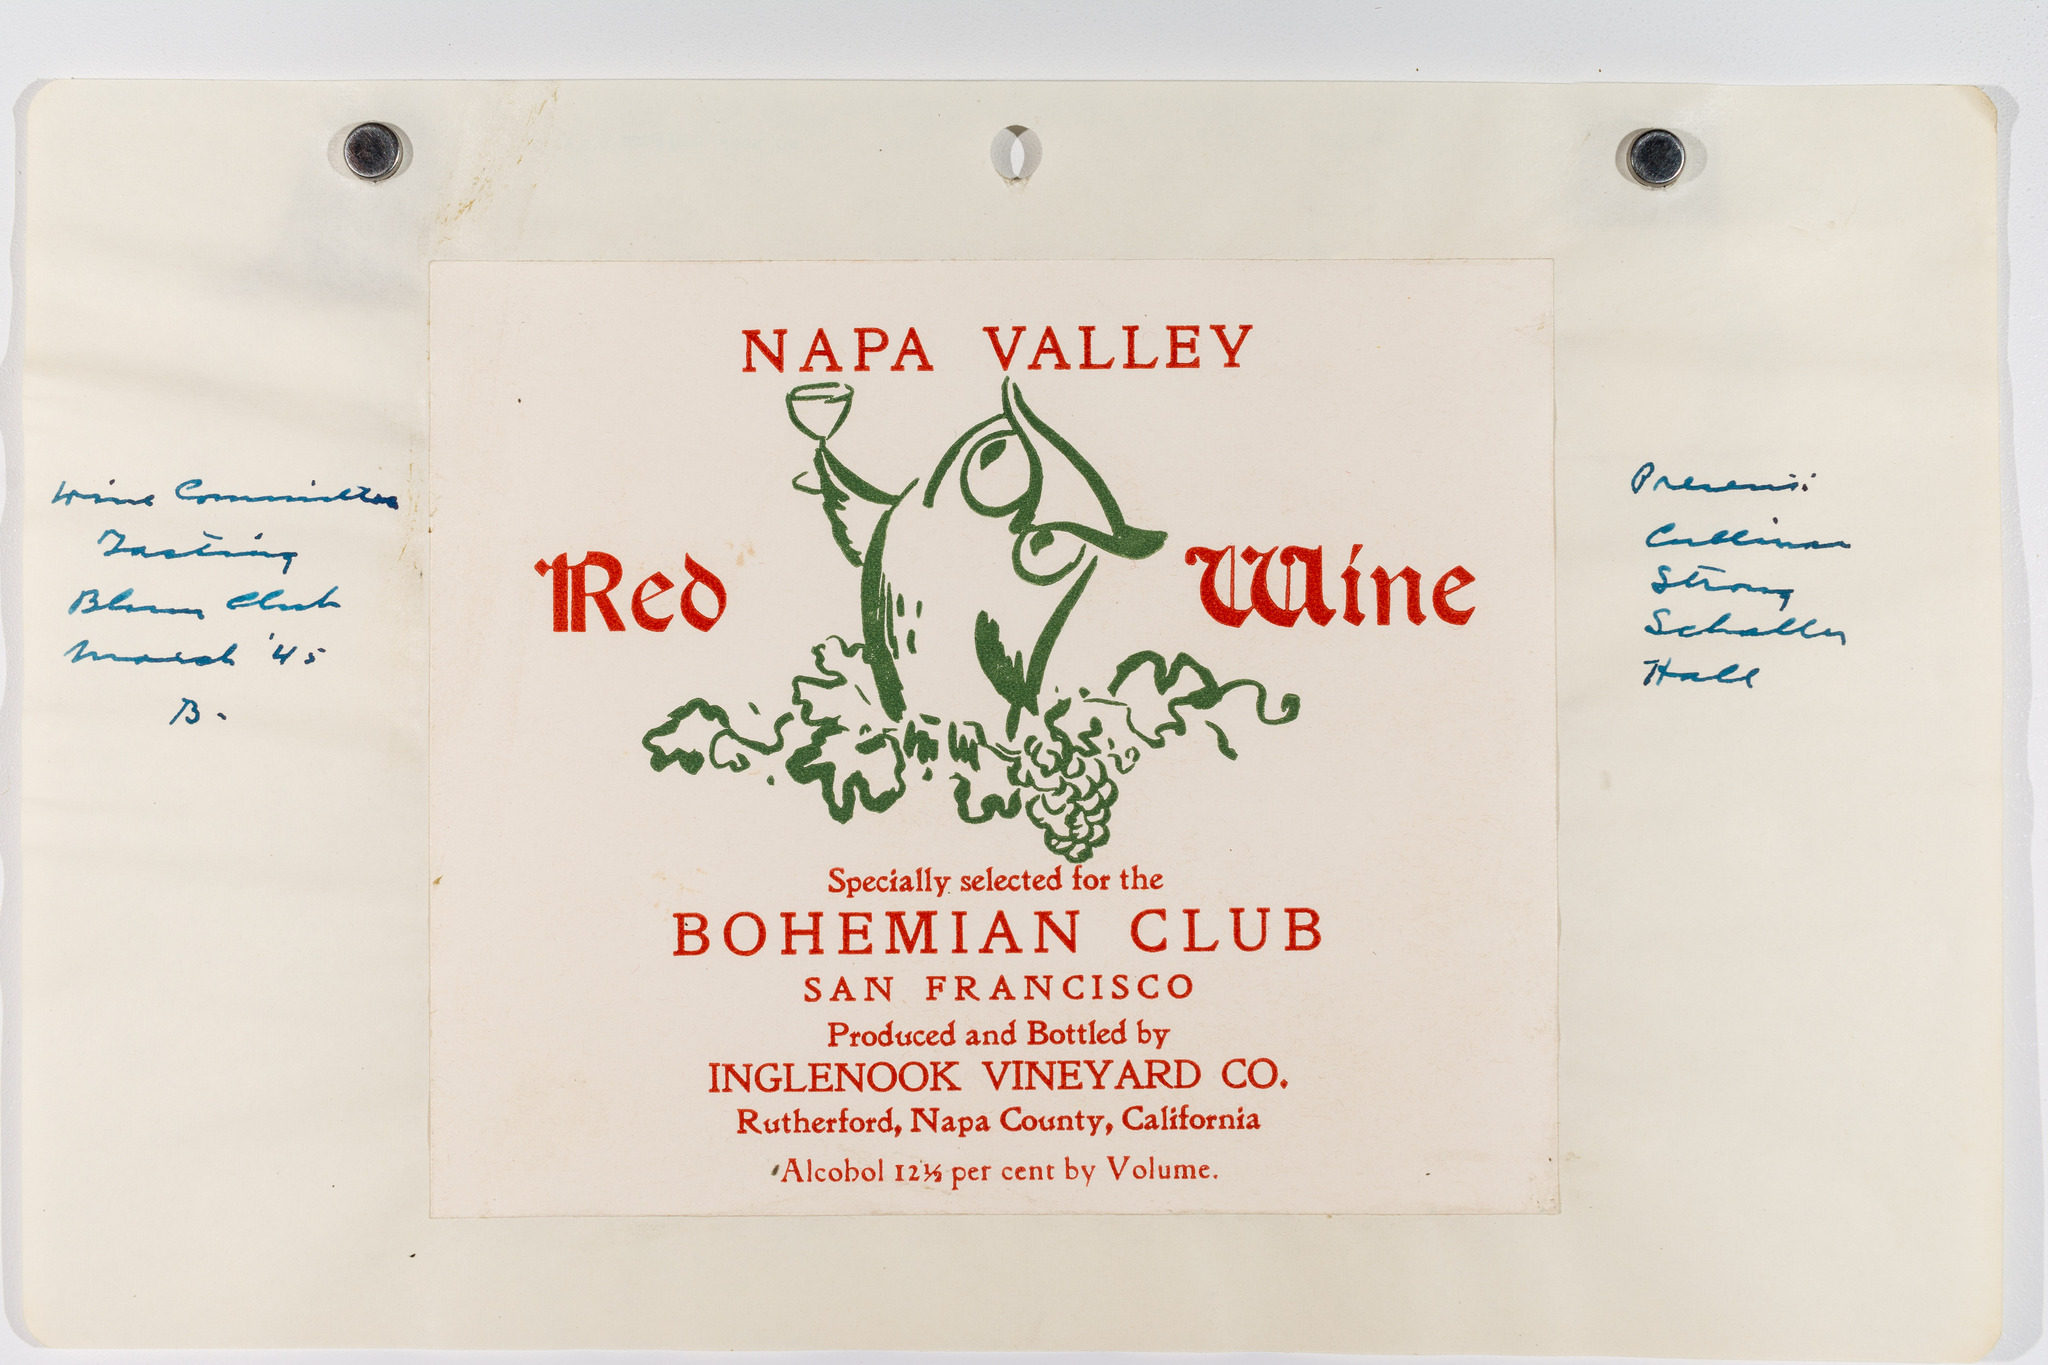 NAPA VALLEY
Red Wine
Specially selected for the
BOHEMIAN CLUB
SAN FRANCISCO
Produced and Bottled by
INGLENOOK VINEYARD CO.
Rutherford, Napa County, California
Alcohol 12½ per cent by Volume.
Wine Committee
Tasting
Club
March '45
B.
Present:
Cullinan
Strong
Schaller
Hall